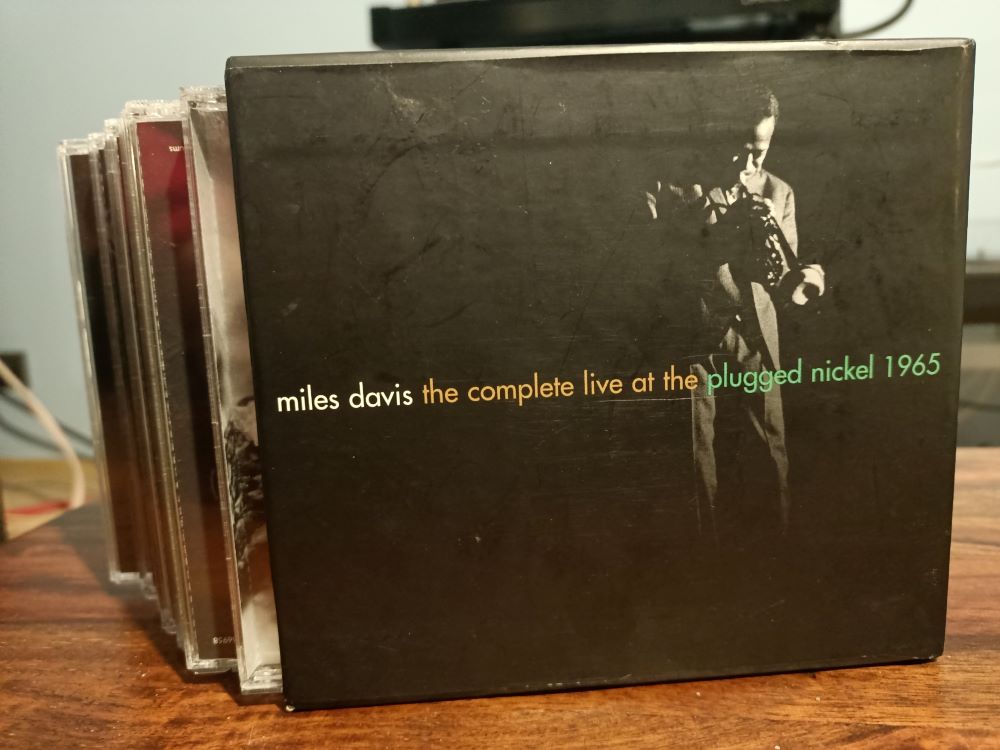 miles davis the complete live at the plugged nickel 1965